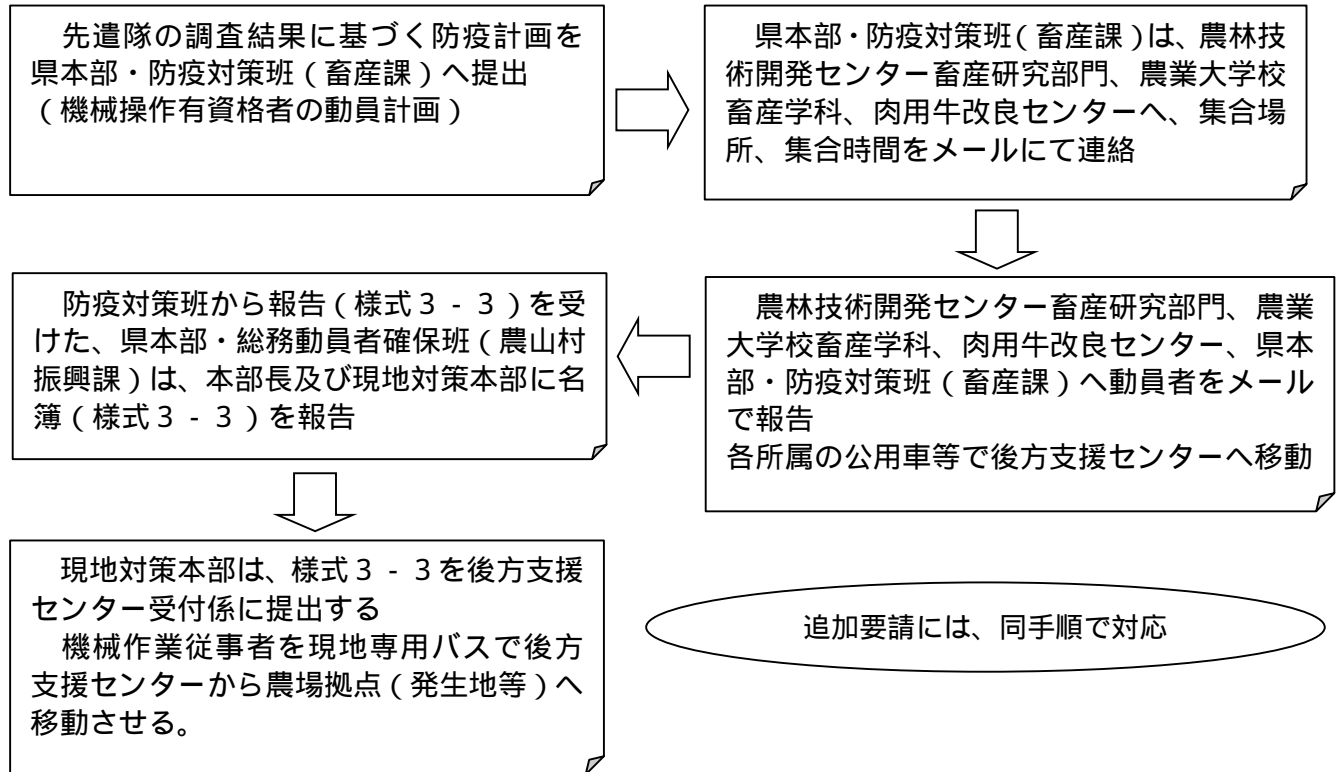 先遣隊の調査結果に基づく防疫計画を
県本部・防疫対策班（畜産課）へ提出
（機械操作有資格者の動員計画）
　県本部・防疫対策班（畜産課）は、農林技
術開発センター畜産研究部門、農業大学校
畜産学科、肉用牛改良センターへ、集合場
所、集合時間をメールにて連絡
　農林技術開発センター畜産研究部門、農業
大学校畜産学科、肉用牛改良センター、県本
部・防疫対策班（畜産課）へ動員者をメール
で報告
各所属の公用車等で後方支援センターへ移動
　防疫対策班から報告（様式３‐３）を受
けた、県本部・総務動員者確保班（農山村
振興課）は、本部長及び現地対策本部に名
簿（様式３‐３）を報告
　現地対策本部は、様式３‐３を後方支援
センター受付係に提出する
　機械作業従事者を現地専用バスで後方
支援センターから農場拠点（発生地等）へ
移動させる。
追加要請には、同手順で対応